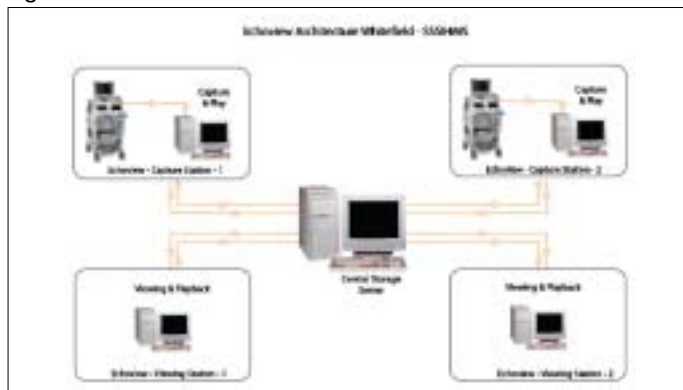 Echoview Architecture Whitefield - SSSIHMS
Capture
& Play
Echoview - Capture Station - 1
Capture
& Play
Echoview - Capture Station - 2
Central Storage
Server
Viewing & Playback
Echoview - Viewing Station - 1
Viewing & Playback
Echoview - Viewing Station - 2